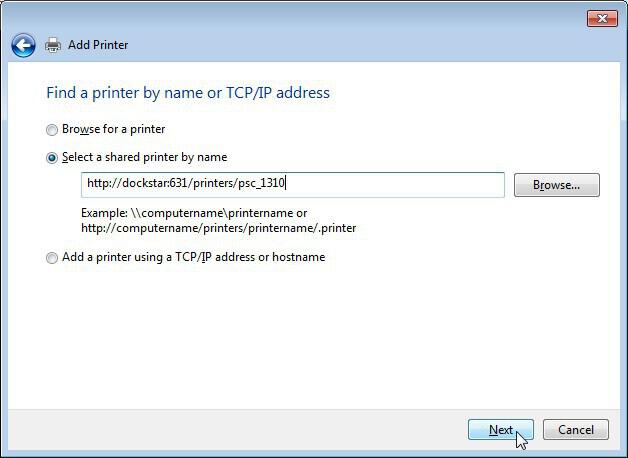 Add Printer
Find a printer by name or TCP/IP address
Browse for a printer
Select a shared printer by name
http://dockstar:631/printers/psc_1310
Browse...
Example: \\computername\printername or
http://computername/printers/printername/.printer
Add a printer using a TCP/IP address or hostname
Next
Cancel